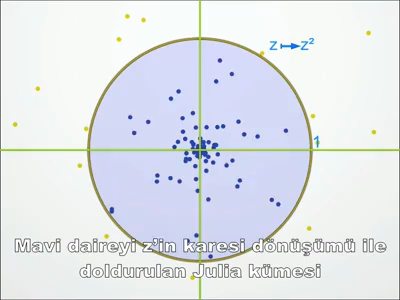 z↦z²
1
Mavi daireyi z'in karesi dönüşümü ile
doldurulan Julia kümesi